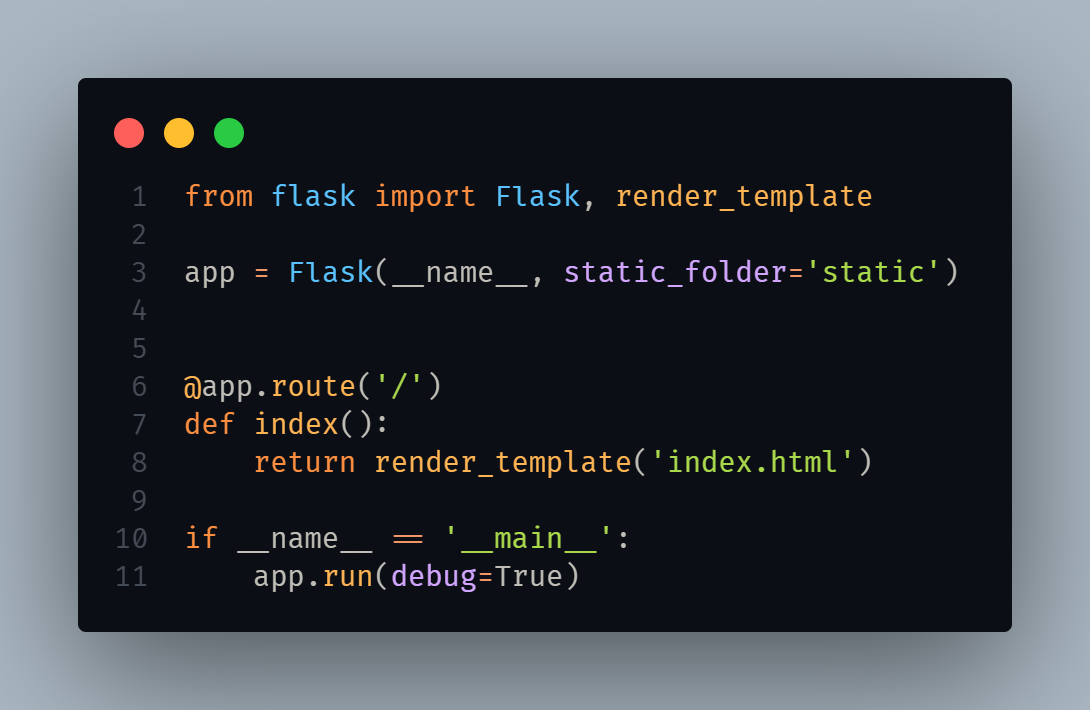 1 from flask import Flask, render_template
2
3 app = Flask(__name__, static_folder='static')
4
5
6 @app.route('/')
7 def index():
8     return render_template('index.html')
9
10 if __name__ == '__main__':
11     app.run(debug=True)